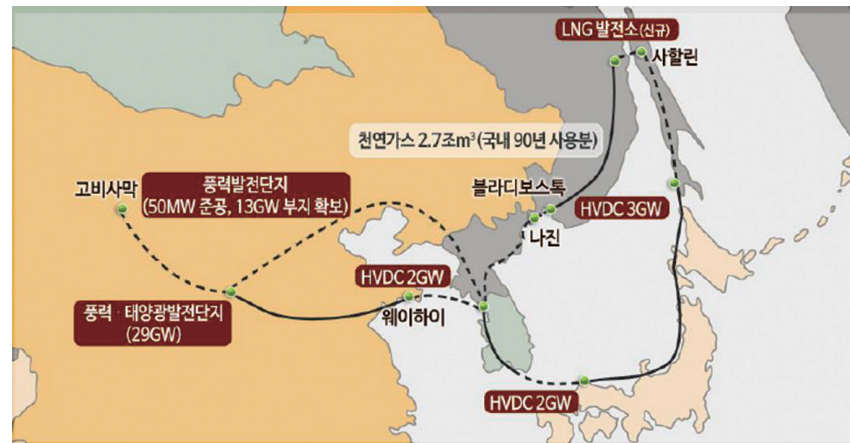 LNG 발전소(신규)
사할린
천연가스 2.7조m³(국내 90년 사용분)
고비사막
풍력발전단지
(50MW 준공, 13GW 부지 확보)
블라디보스톡
나진
HVDC 3GW
HVDC 2GW
웨이하이
풍력·태양광발전단지
(29GW)
HVDC 2GW